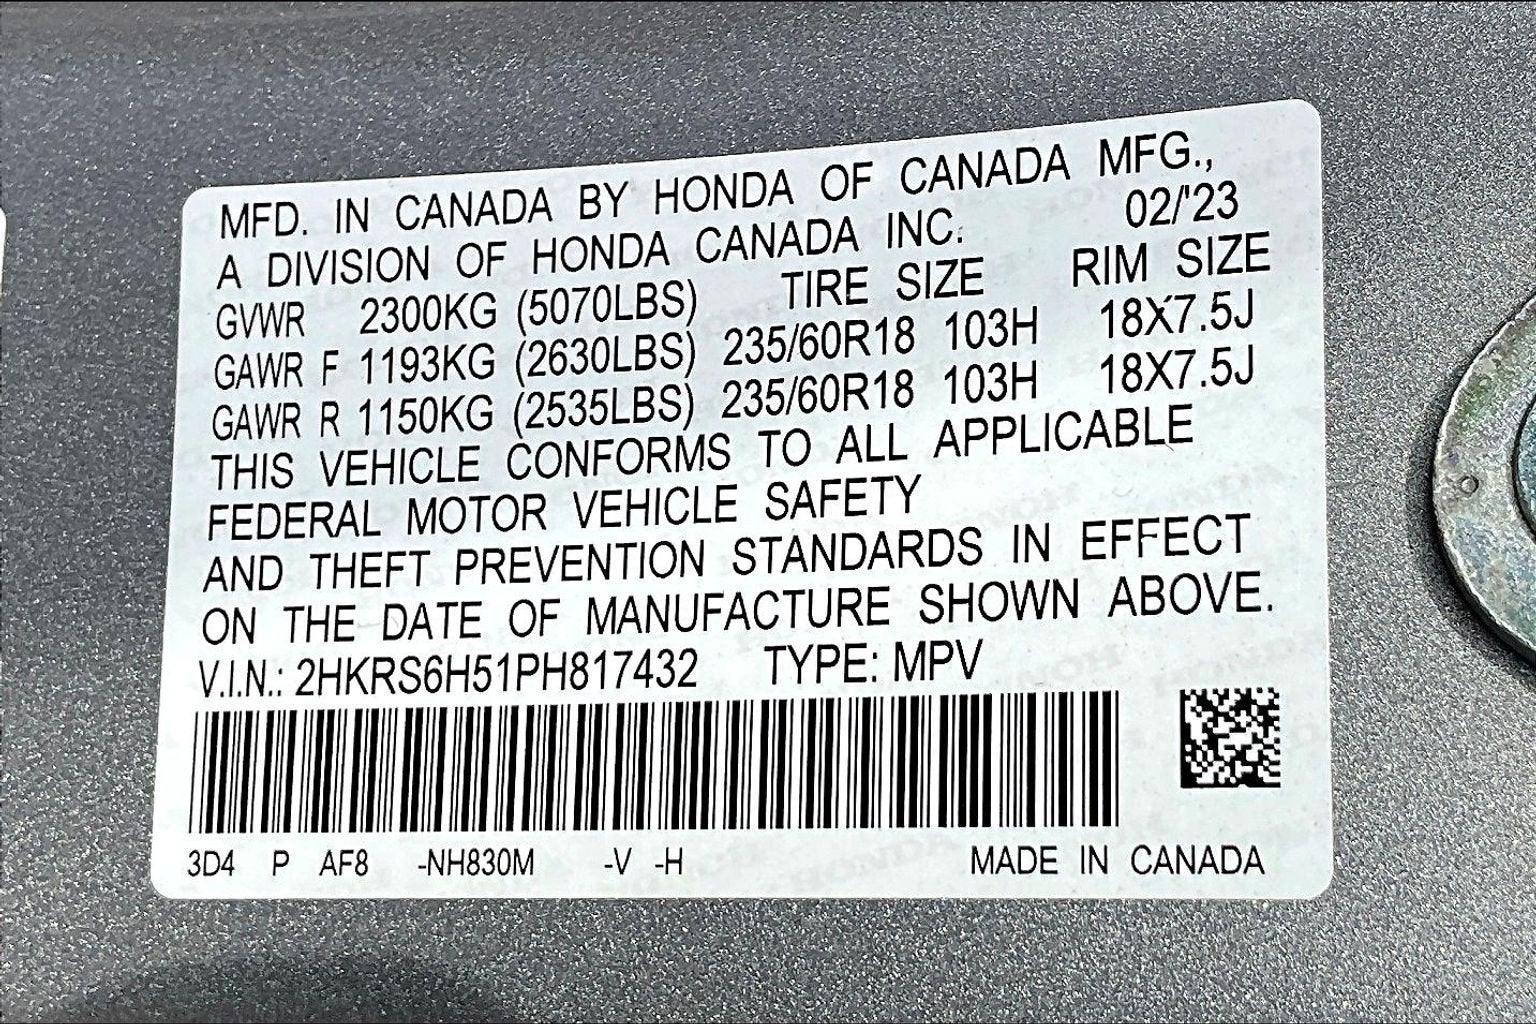 MFD. IN CANADA BY HONDA OF CANADA MFG.,
A DIVISION OF HONDA CANADA INC. 02/'23
GVWR 2300KG (5070LBS) TIRE SIZE RIM SIZE
GAWR F 1193KG (2630LBS) 235/60R18 103H 18X7.5J
GAWR R 1150KG (2535LBS) 235/60R18 103H 18X7.5J
THIS VEHICLE CONFORMS TO ALL APPLICABLE
FEDERAL MOTOR VEHICLE SAFETY
AND THEFT PREVENTION STANDARDS IN EFFECT
ON THE DATE OF MANUFACTURE SHOWN ABOVE.
V.I.N.: 2HKRS6H51PH817432 TYPE: MPV
3D4 P AF8 -NH830M -V -H MADE IN CANADA